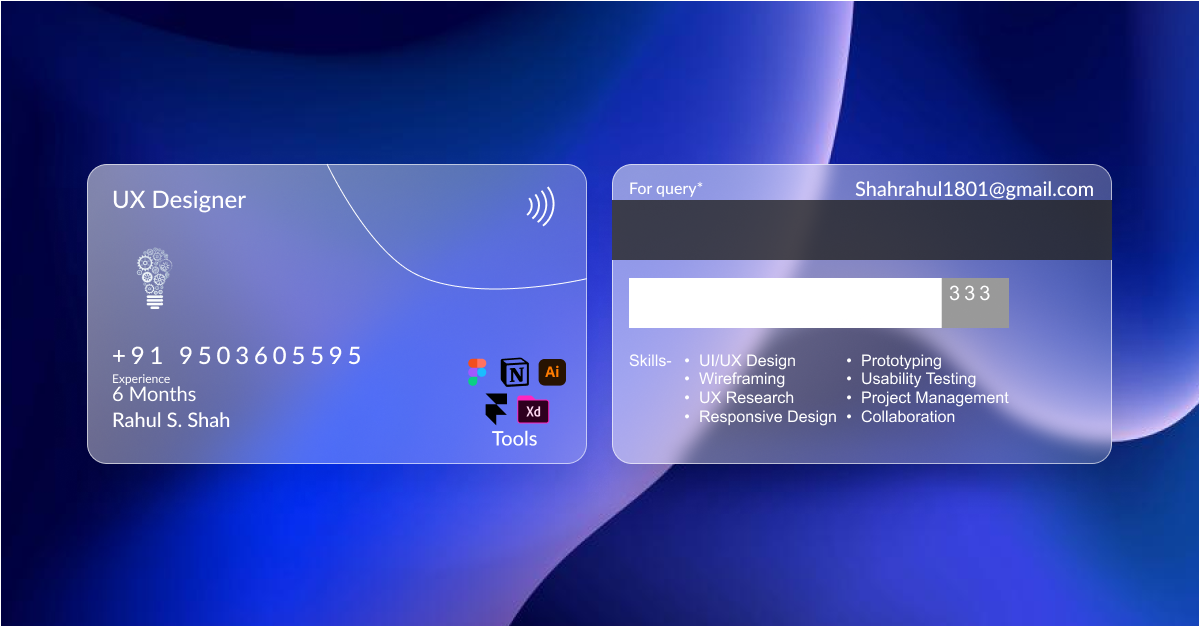 UX Designer
+91 9503605595
Experience
6 Months
Rahul S. Shah
N
Ai
Xd
Tools
For query*
Shahrahul1801@gmail.com
333
Skills-
• UI/UX Design
• Wireframing
• UX Research
• Responsive Design
• Prototyping
• Usability Testing
• Project Management
• Collaboration